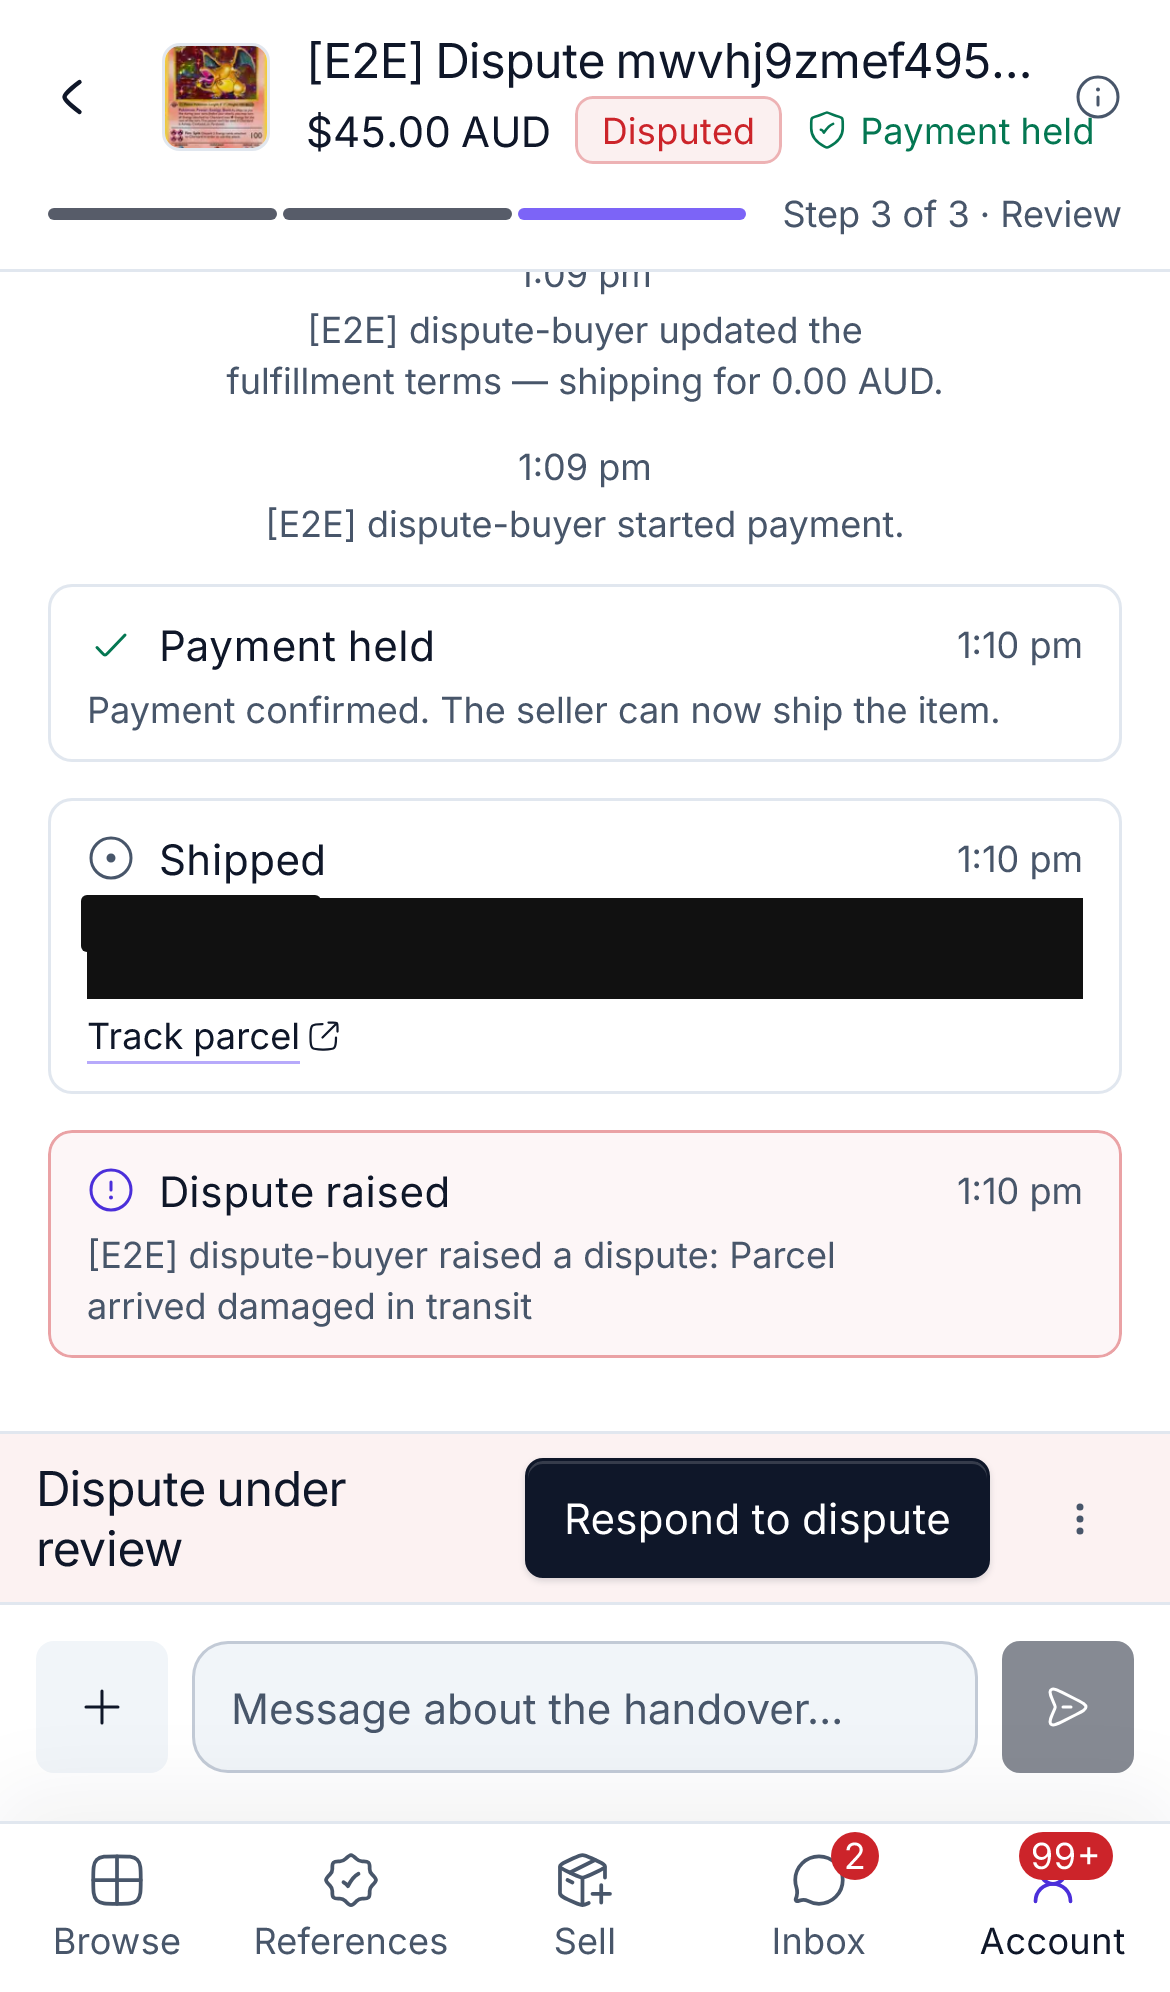 [E2E] Dispute mwvhj9zmef495...
$45.00 AUD
Disputed
Payment held
Step 3 of 3 · Review
1:09 pm
[E2E] dispute-buyer updated the
fulfillment terms — shipping for 0.00 AUD.
1:09 pm
[E2E] dispute-buyer started payment.
Payment held
1:10 pm
Payment confirmed. The seller can now ship the item.
Shipped
1:10 pm
Track parcel
Dispute raised
1:10 pm
[E2E] dispute-buyer raised a dispute: Parcel
arrived damaged in transit
Dispute under
review
Respond to dispute
Message about the handover...
2
99+
Browse
References
Sell
Inbox
Account